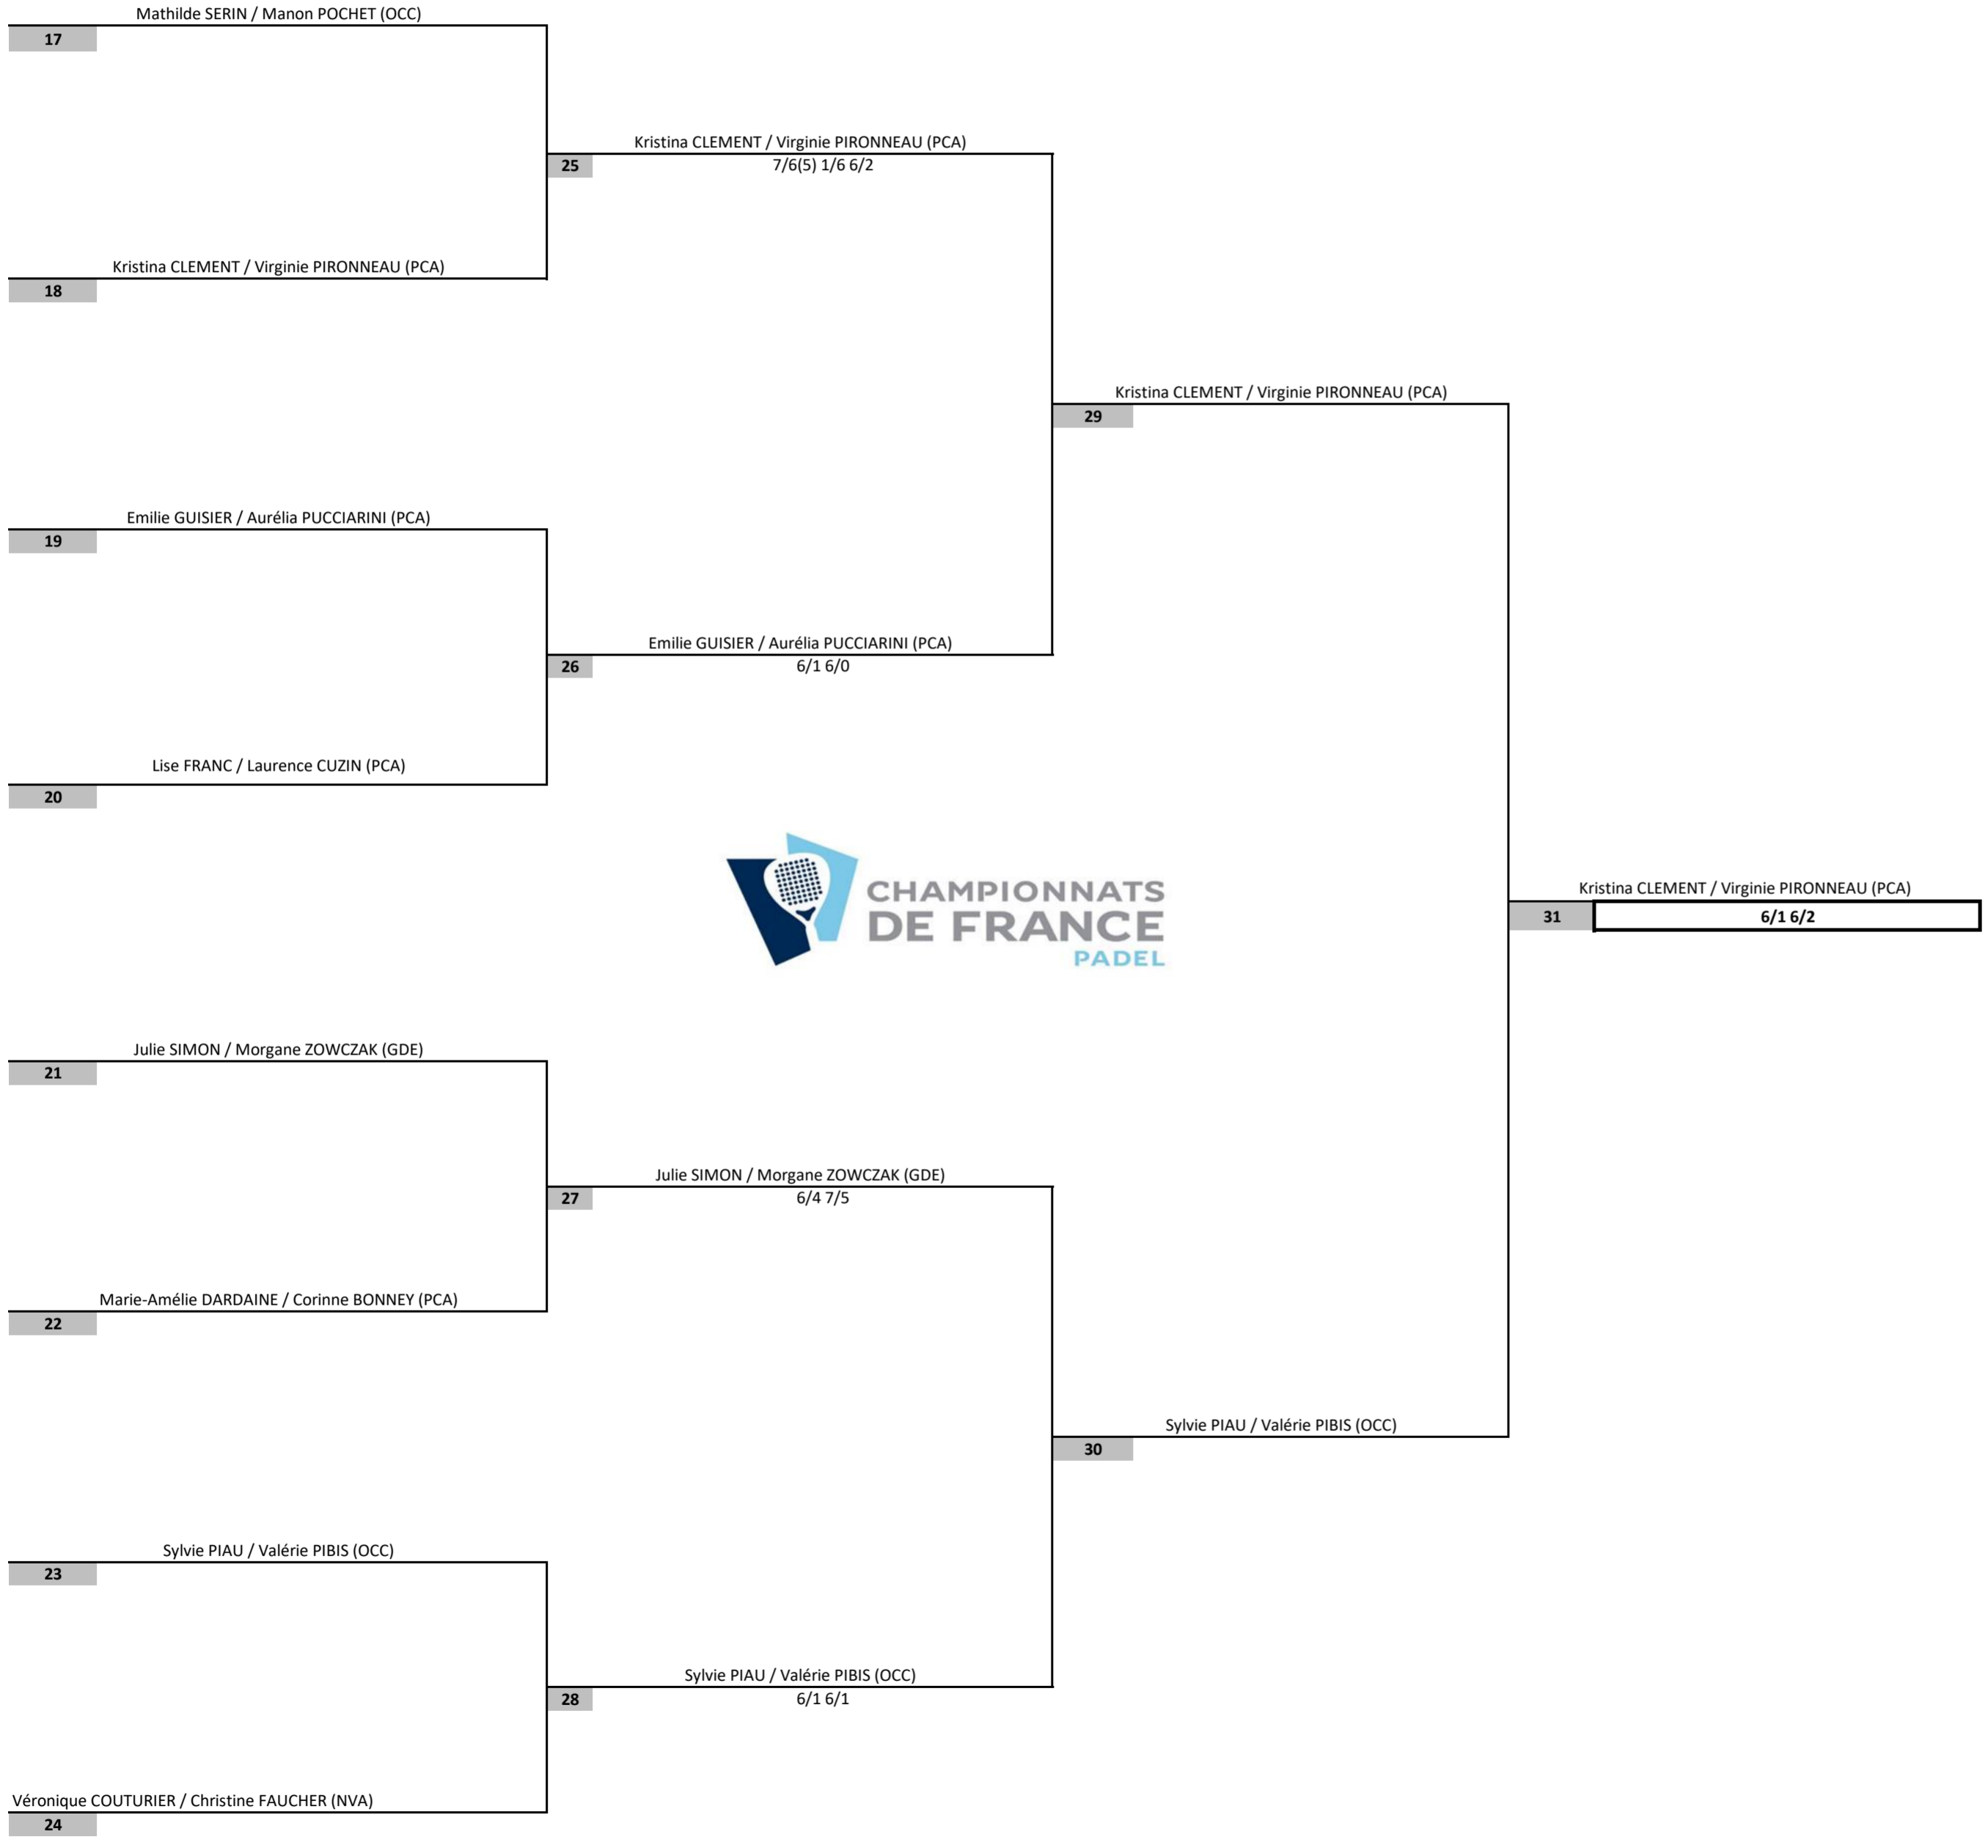 Mathilde SERIN / Manon POCHET (OCC)
17
Kristina CLEMENT / Virginie PIRONNEAU (PCA)
25
7/6(5) 1/6 6/2
Kristina CLEMENT / Virginie PIRONNEAU (PCA)
18
Kristina CLEMENT / Virginie PIRONNEAU (PCA)
29
Emilie GUISIER / Aurélia PUCCIARINI (PCA)
19
Emilie GUISIER / Aurélia PUCCIARINI (PCA)
26
6/1 6/0
Lise FRANC / Laurence CUZIN (PCA)
20
CHAMPIONNATS
DE FRANCE
PADEL
Kristina CLEMENT / Virginie PIRONNEAU (PCA)
31
6/1 6/2
Julie SIMON / Morgane ZOWCZAK (GDE)
21
Julie SIMON / Morgane ZOWCZAK (GDE)
27
6/4 7/5
Marie-Amélie DARDAINE / Corinne BONNEY (PCA)
22
Sylvie PIAU / Valérie PIBIS (OCC)
30
Sylvie PIAU / Valérie PIBIS (OCC)
23
Sylvie PIAU / Valérie PIBIS (OCC)
28
6/1 6/1
Véronique COUTURIER / Christine FAUCHER (NVA)
24